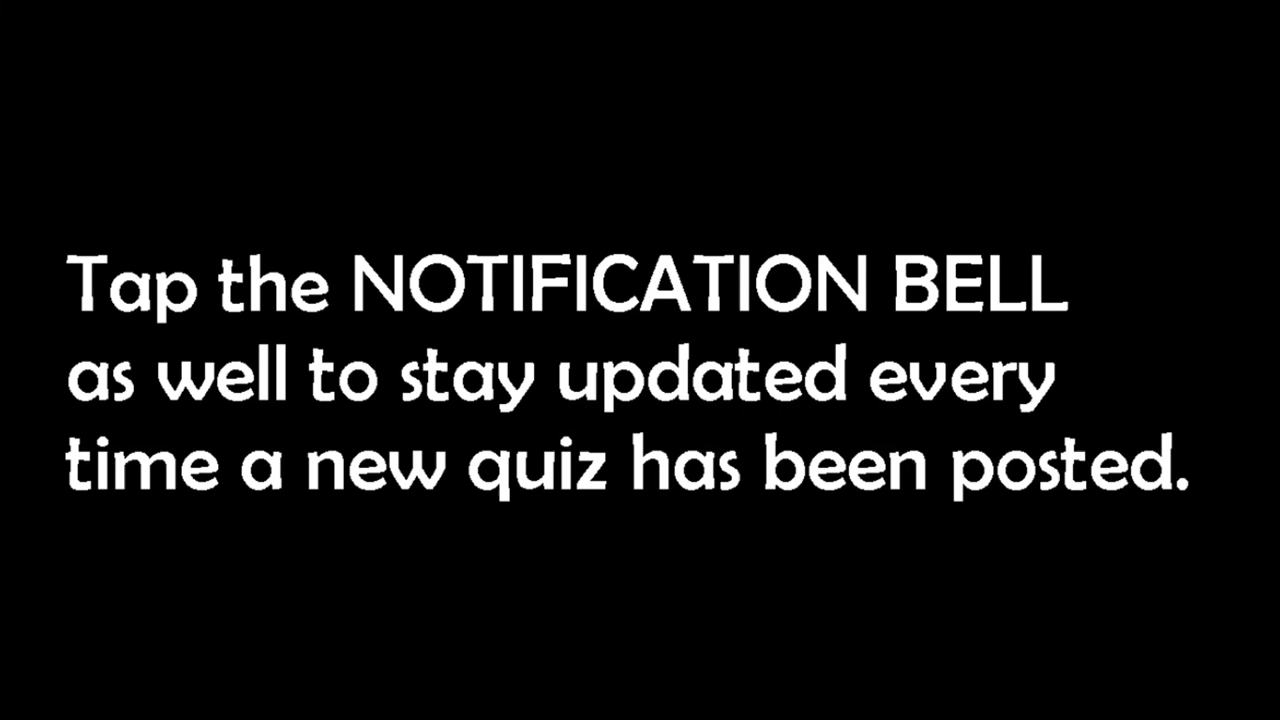 Tap the NOTIFICATION BELL
as well to stay updated every
time a new quiz has been posted.